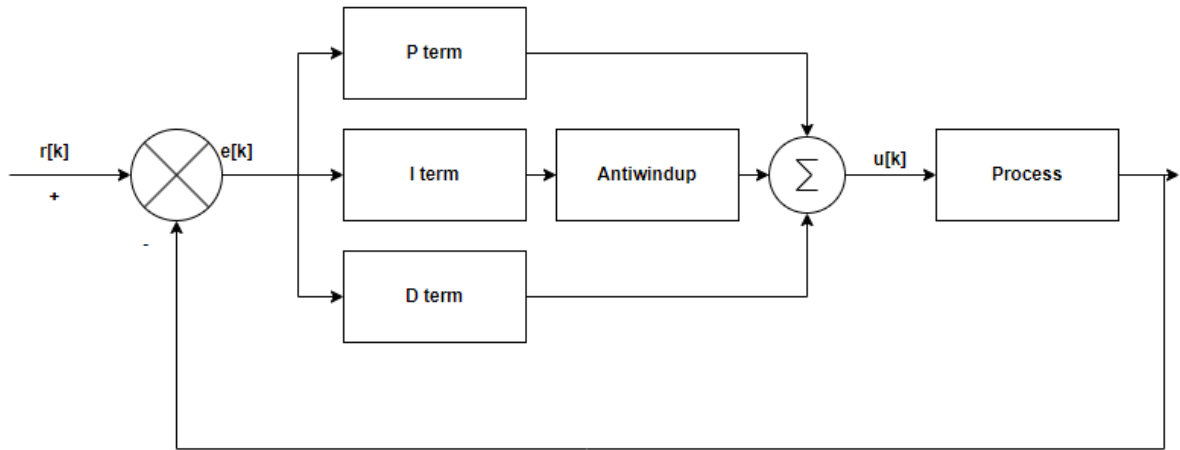 P term
r[k]
e[k]
+
I term
Antiwindup
Σ
u[k]
Process
-
D term